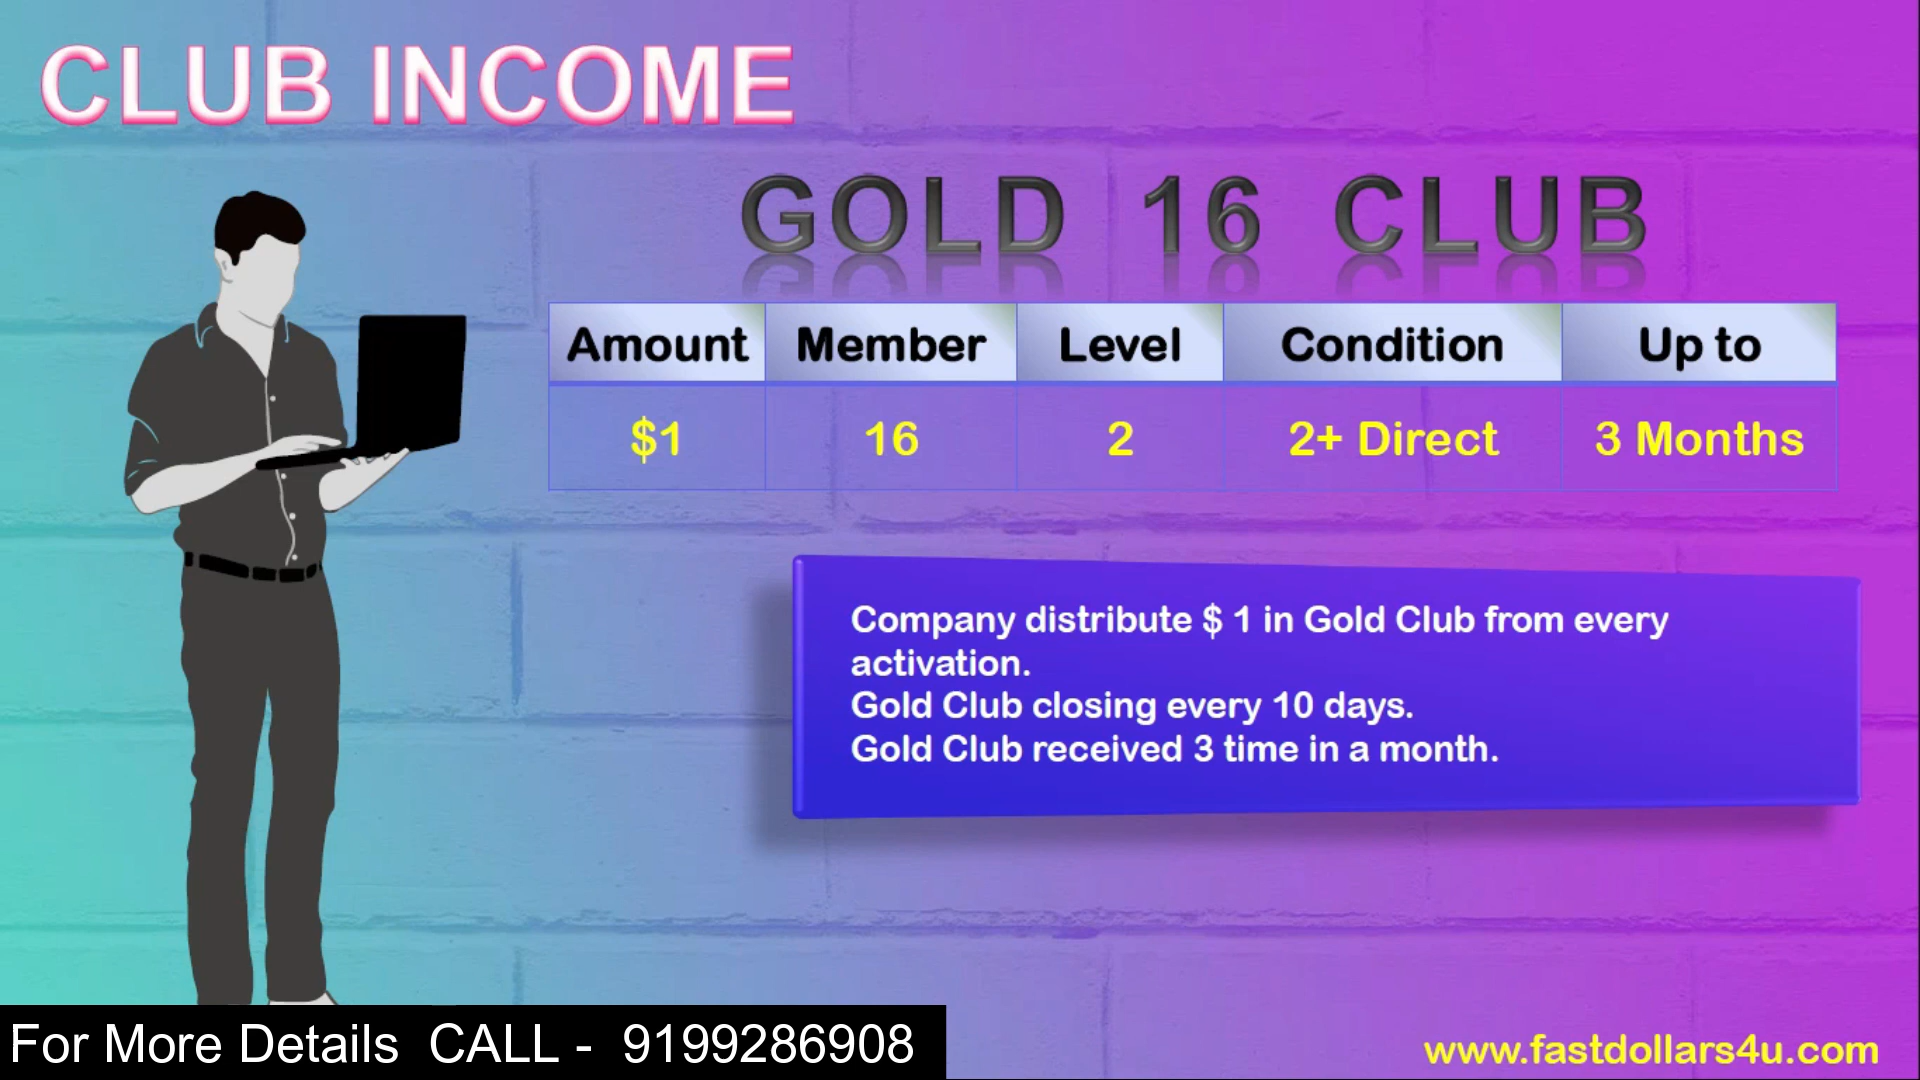 CLUB INCOME
GOLD 16 CLUB
Amount Member Level Condition Up to
$1 16 2 2+ Direct 3 Months
Company distribute $ 1 in Gold Club from every
activation.
Gold Club closing every 10 days.
Gold Club received 3 time in a month.
For More Details CALL - 9199286908
www.fastdollars4u.com